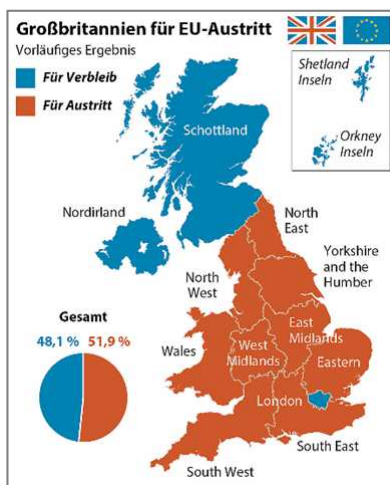 Großbritannien für EU-Austritt
Vorläufiges Ergebnis
Für Verbleib
Für Austritt
Shetland
Inseln
Orkney
Inseln
Schottland
Nordirland
North
East
Yorkshire
and the
Humber
North
West
East
Midlands
West
Midlands
Wales
Eastern
London
South East
South West
Gesamt
48,1 % 51,9 %